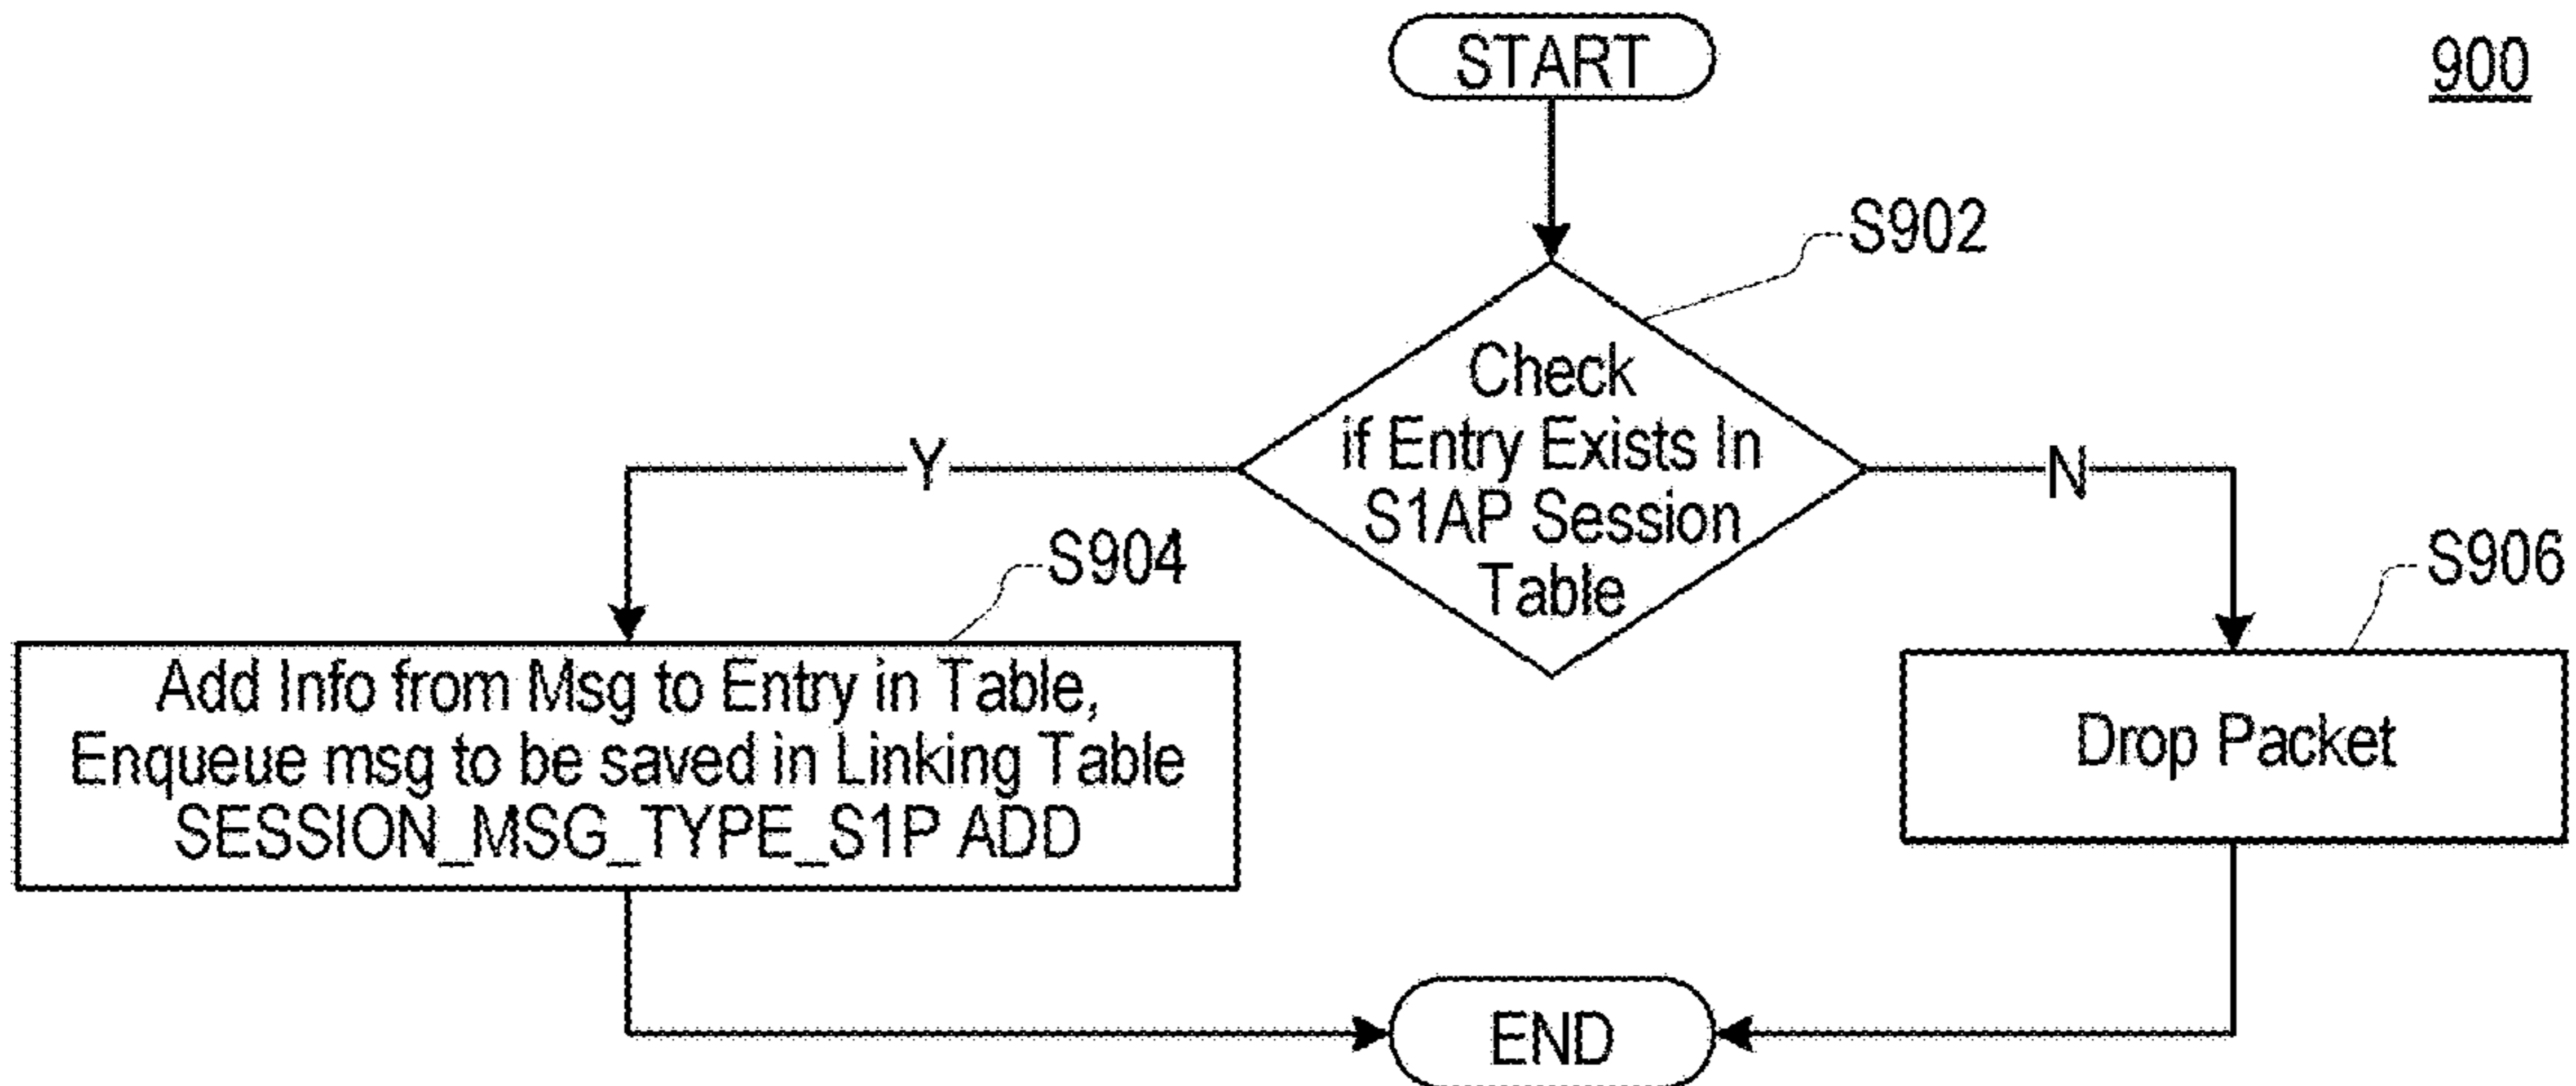 START
900
S902
Check
if Entry Exists In
S1AP Session
Table
Y
N
S904
S906
Add Info from Msg to Entry in Table,
Enqueue msg to be saved in Linking Table
SESSION_MSG_TYPE_S1P ADD
Drop Packet
END